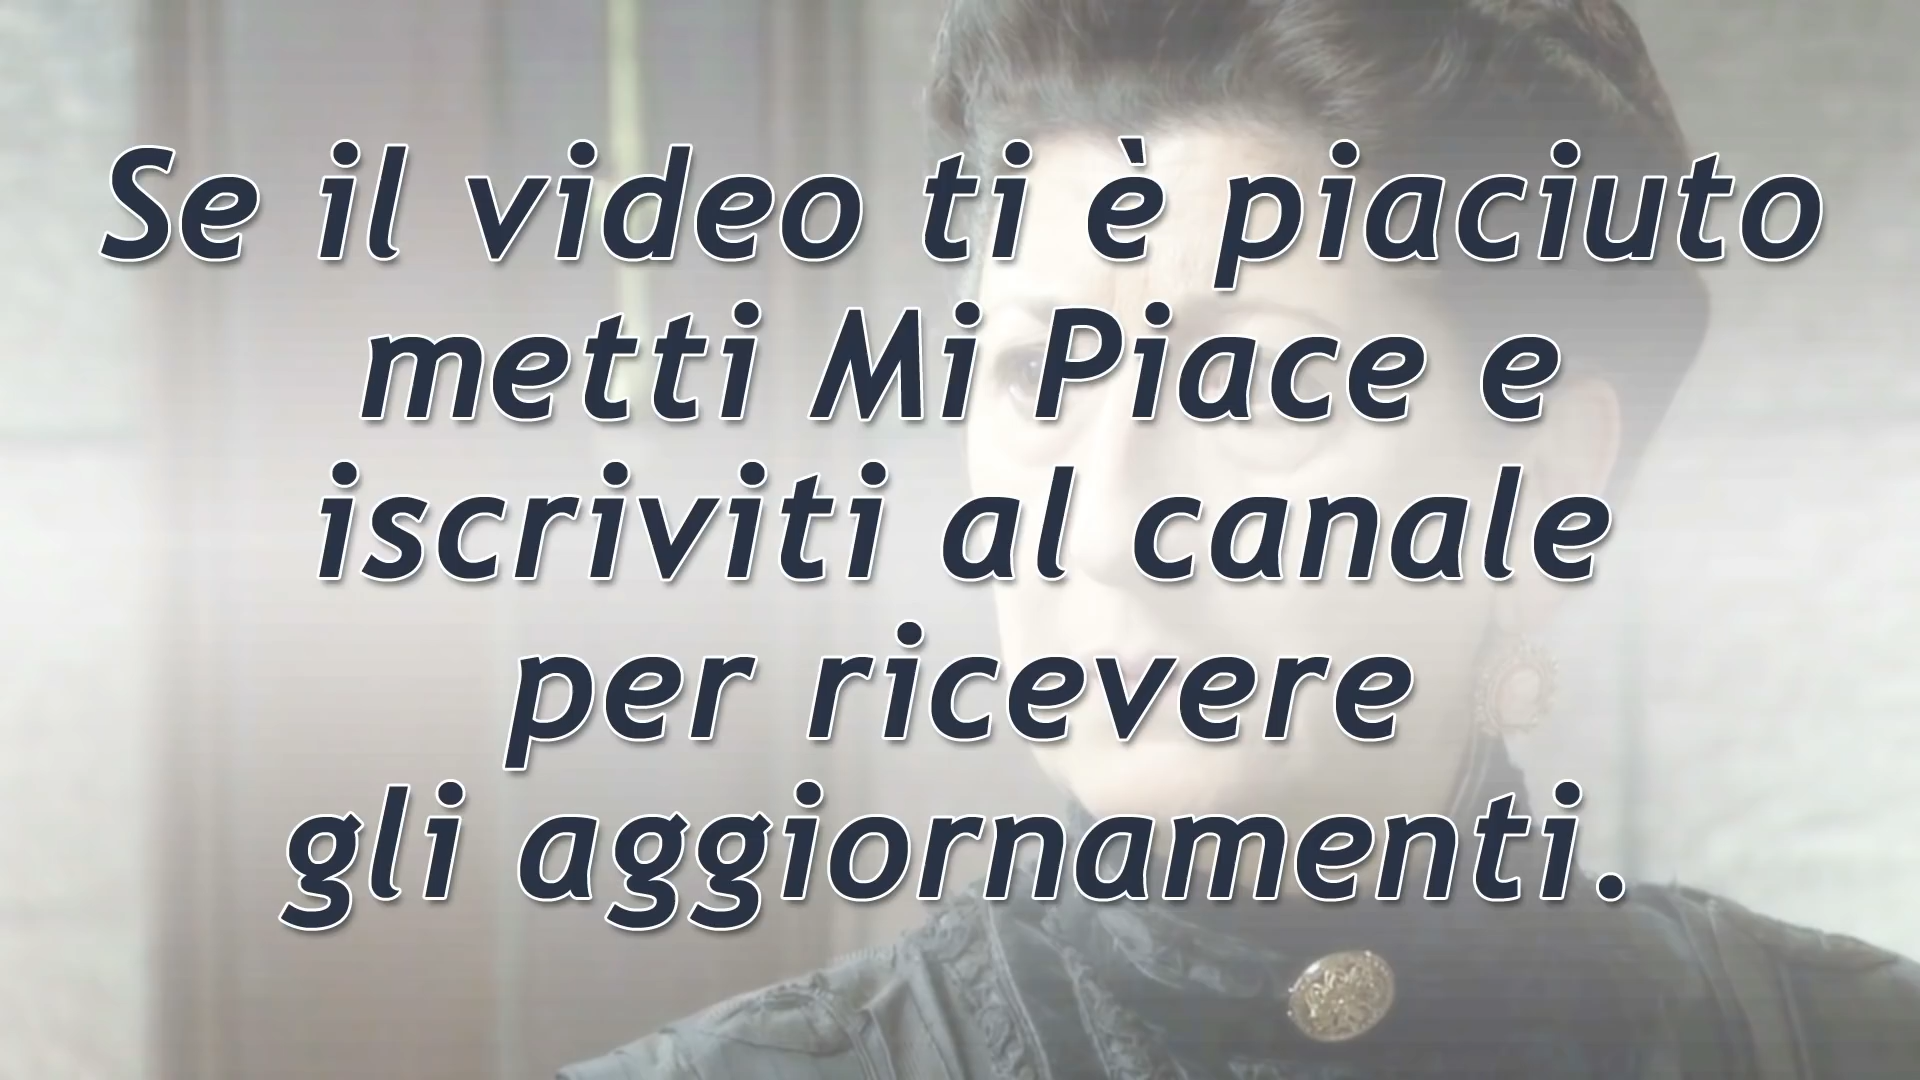 Se il video ti è piaciuto
metti Mi Piace e
iscriviti al canale
per ricevere
gli aggiornamenti.